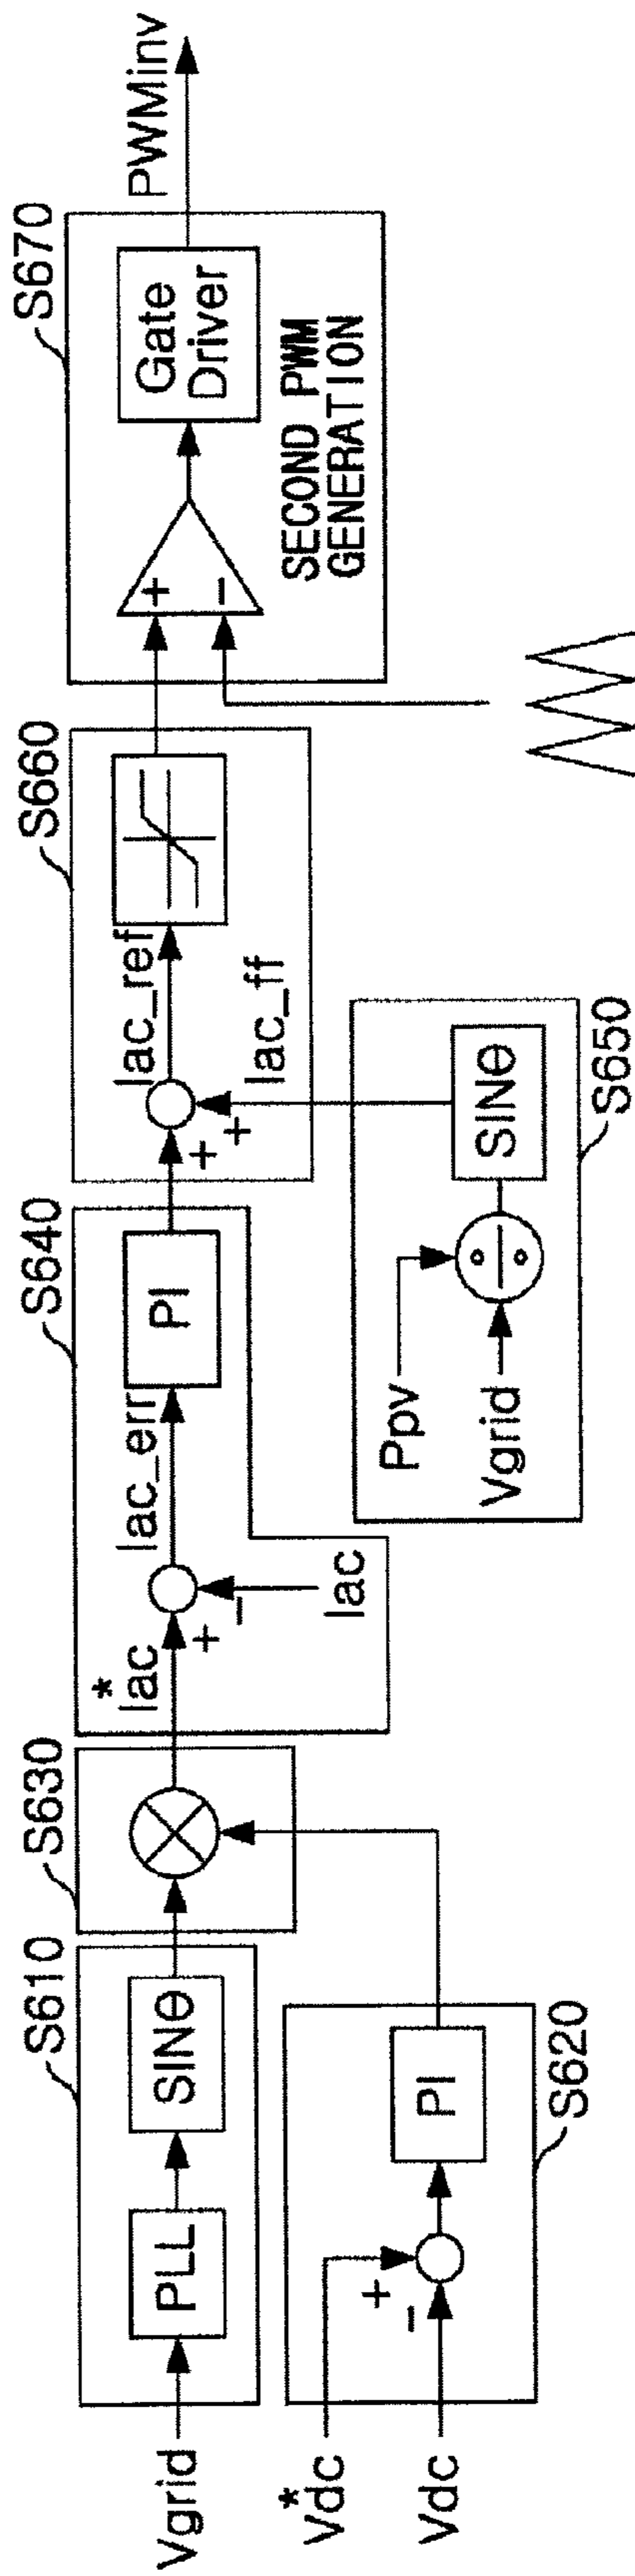 S610
Vgrid
PLL
SINθ
S620
*
Vdc
Vdc
+
-
PI
S630
S640
*
Iac
+
-
Iac
Iac_err
PI
S650
Ppv
Vgrid
÷
SINθ
S660
+
+
Iac_ref
Iac_ff
S670
+
-
Gate
Driver
SECOND PWM
GENERATION
PWMinv